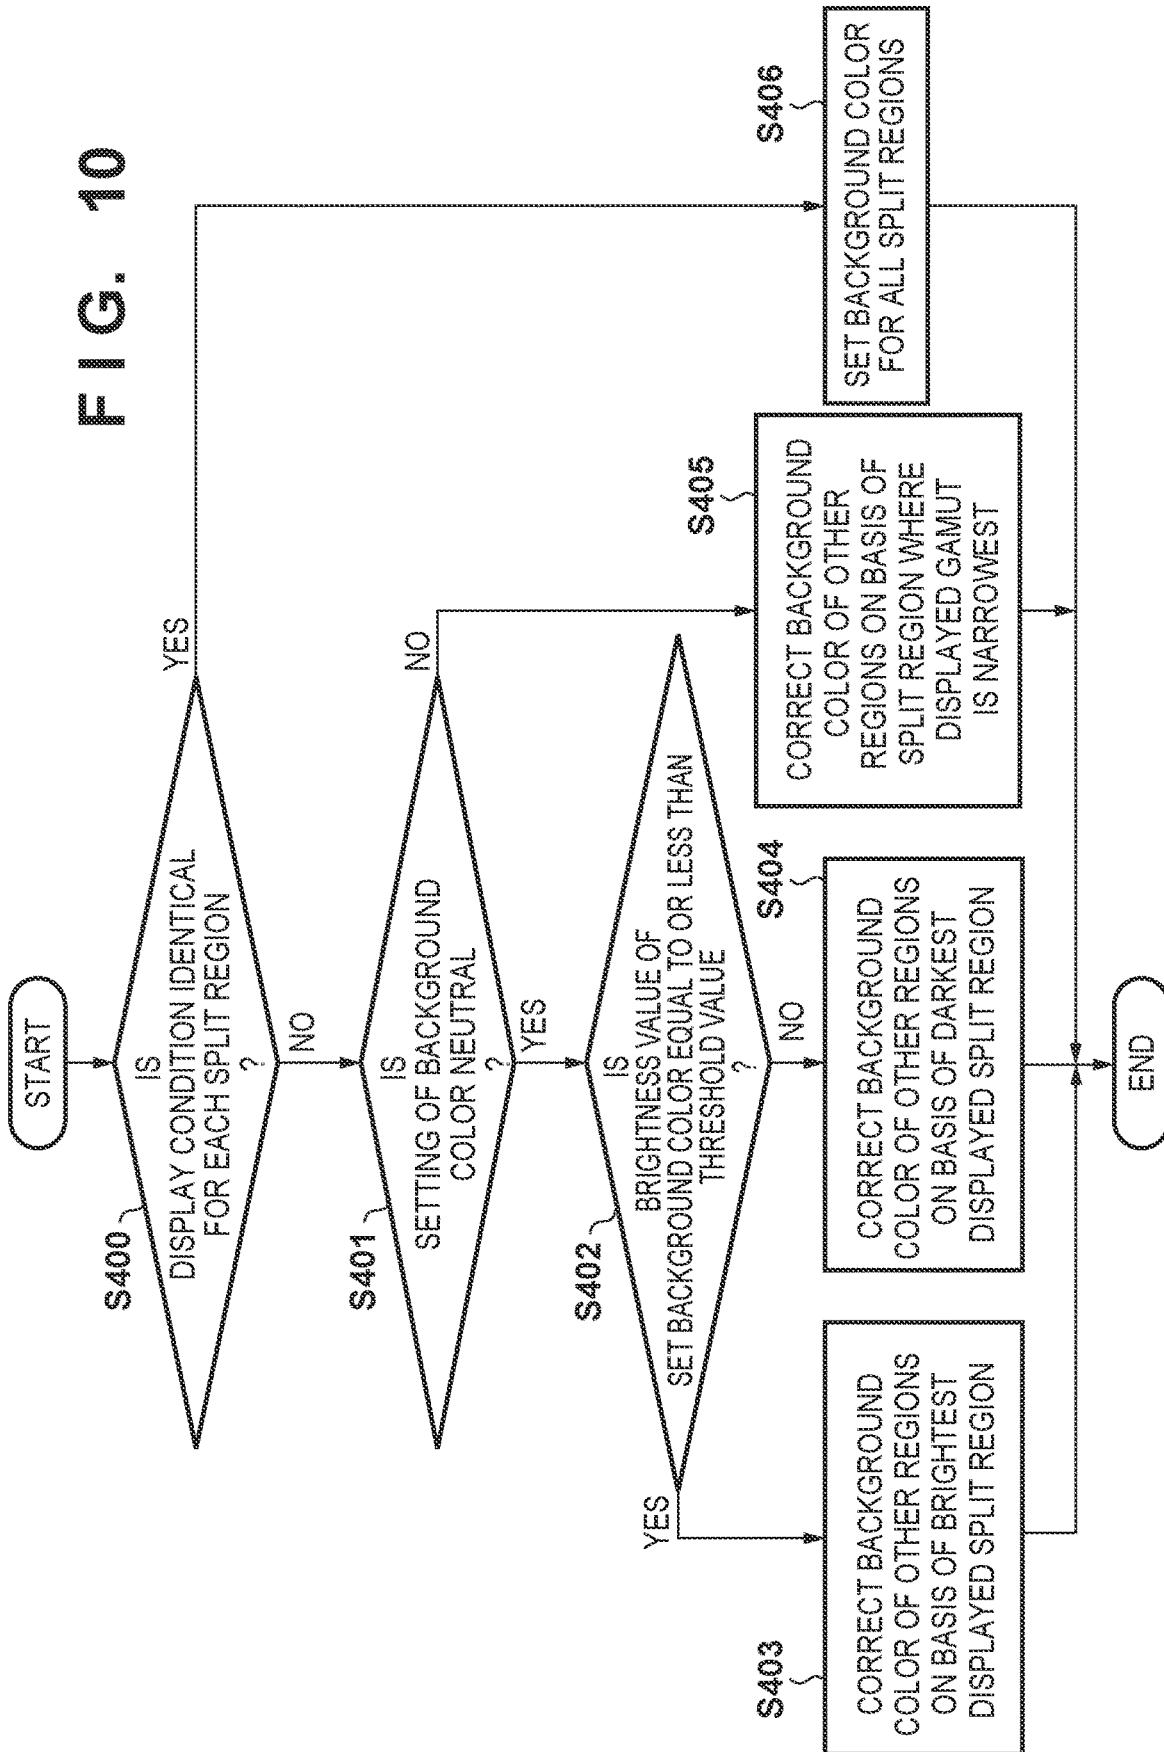 FIG. 10
START
S400
IS
DISPLAY CONDITION IDENTICAL
FOR EACH SPLIT REGION
?
YES
NO
S401
IS
SETTING OF BACKGROUND
COLOR NEUTRAL
?
NO
YES
S402
IS
BRIGHTNESS VALUE OF
SET BACKGROUND COLOR EQUAL TO OR LESS THAN
THRESHOLD VALUE
?
YES
NO
S403
CORRECT BACKGROUND
COLOR OF OTHER REGIONS
ON BASIS OF BRIGHTEST
DISPLAYED SPLIT REGION
S404
CORRECT BACKGROUND
COLOR OF OTHER REGIONS
ON BASIS OF DARKEST
DISPLAYED SPLIT REGION
S405
CORRECT BACKGROUND
COLOR OF OTHER
REGIONS ON BASIS OF
SPLIT REGION WHERE
DISPLAYED GAMUT
IS NARROWEST
S406
SET BACKGROUND COLOR
FOR ALL SPLIT REGIONS
END